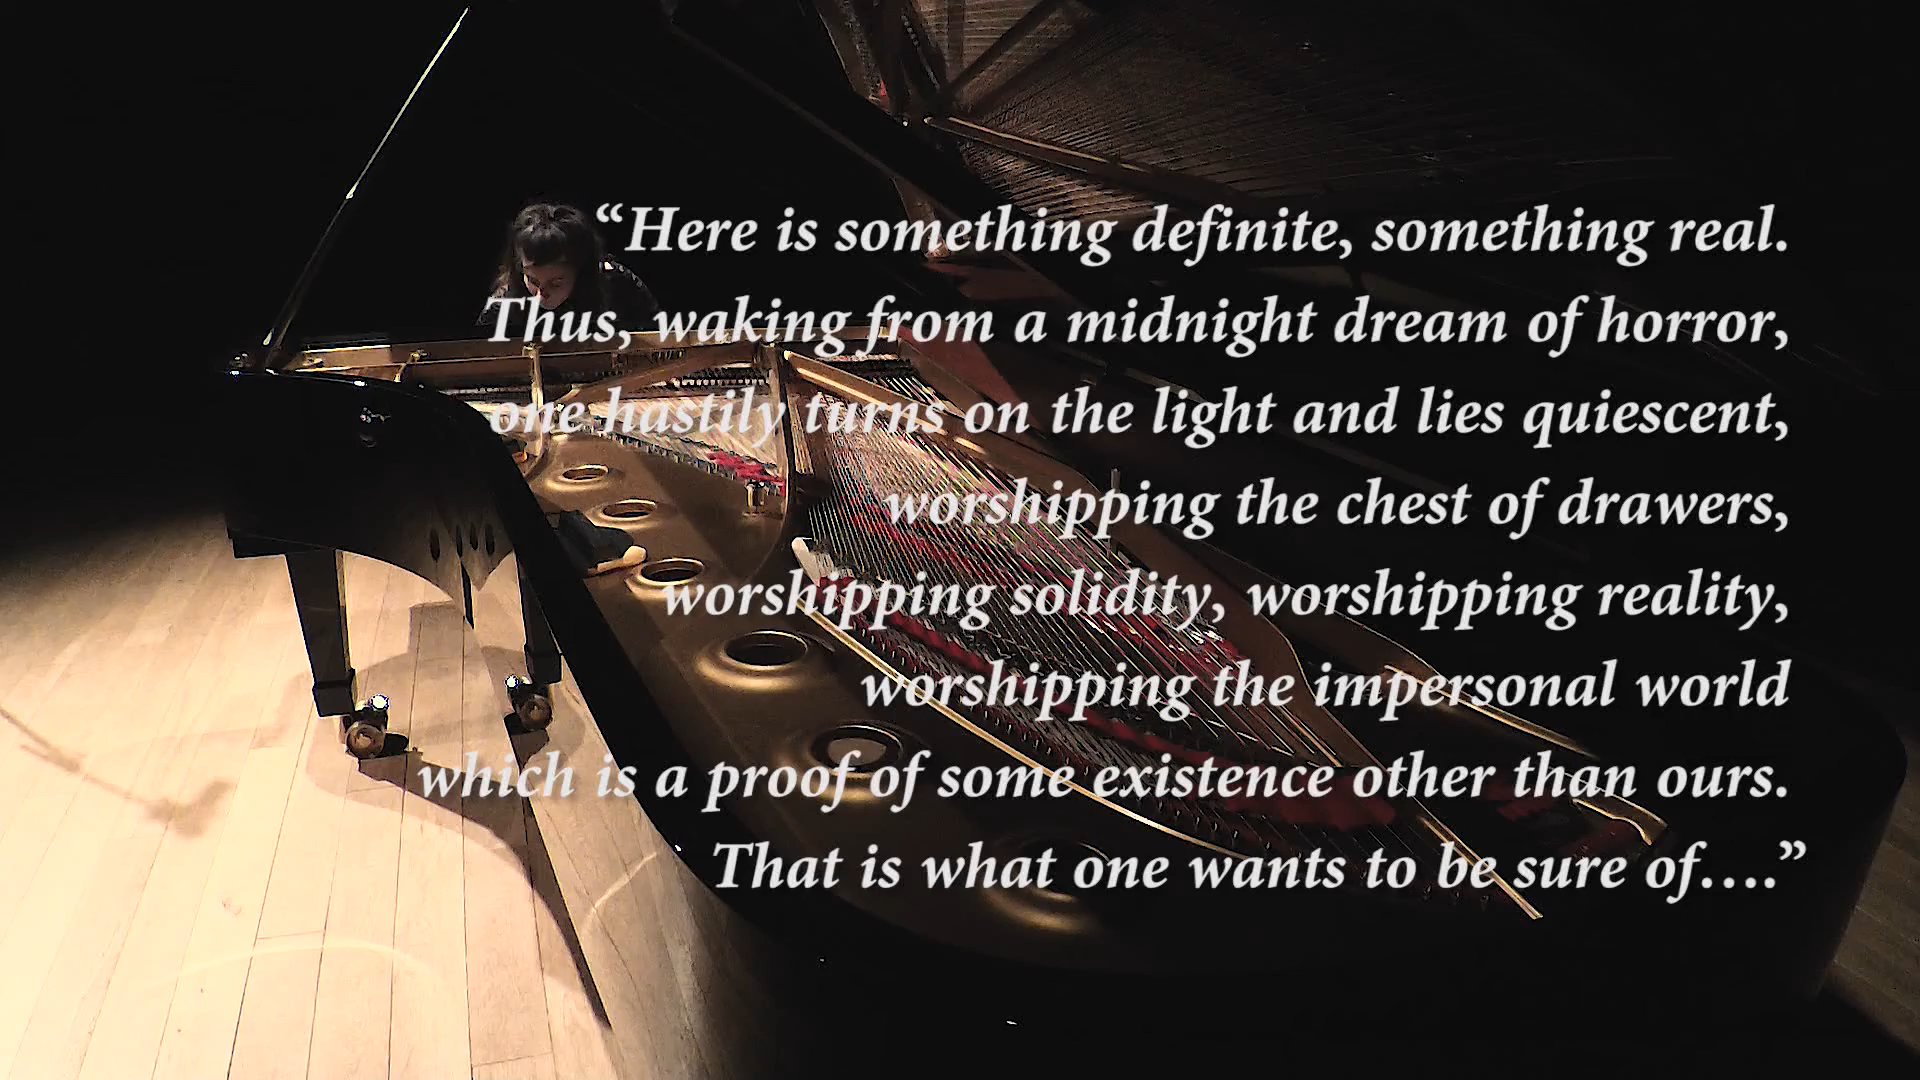 “Here is something definite, something real.
Thus, waking from a midnight dream of horror,
one hastily turns on the light and lies quiescent,
worshipping the chest of drawers,
worshipping solidity, worshipping reality,
worshipping the impersonal world
which is a proof of some existence other than ours.
That is what one wants to be sure of….”